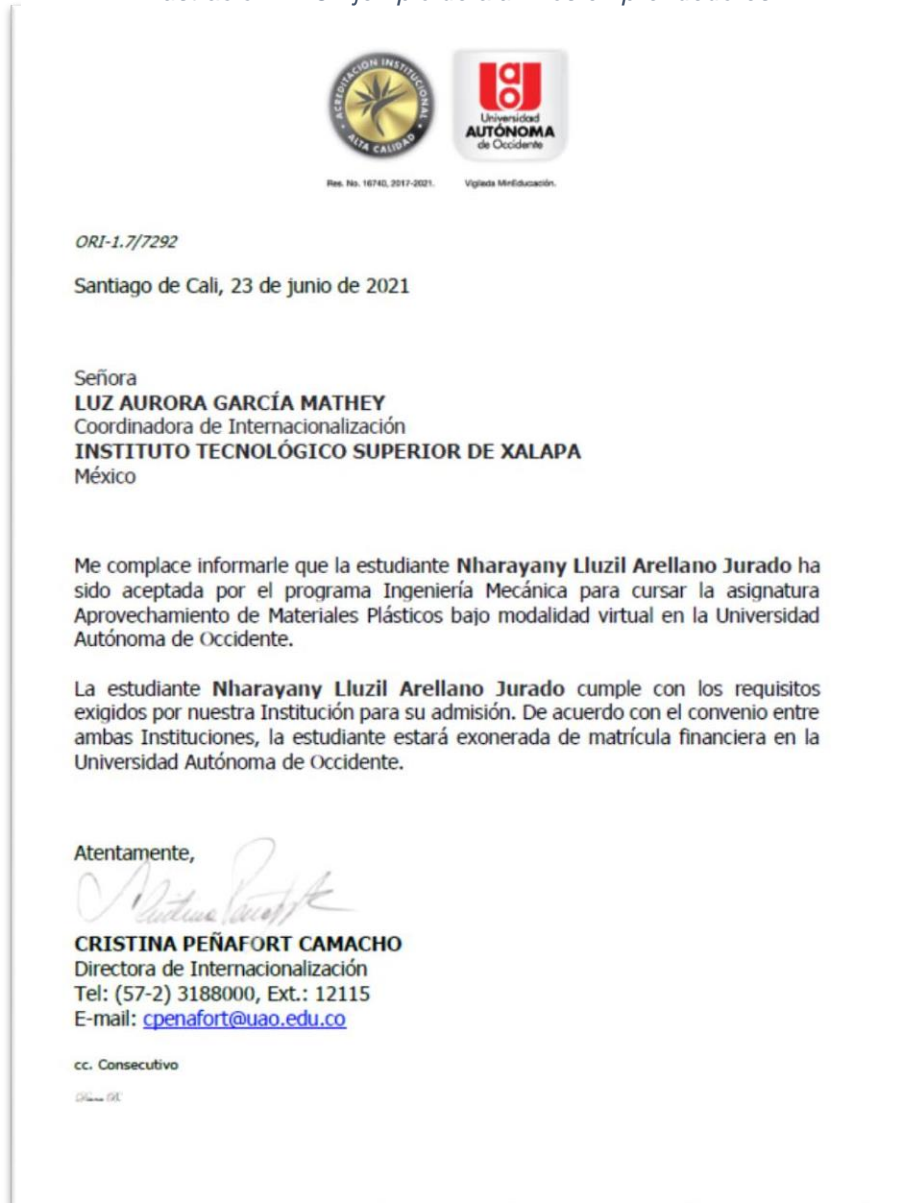 ACREDITACIÓN INSTITUCIONAL
ALTA CALIDAD
Universidad
AUTÓNOMA
de Occidente
Res. No. 16740, 2017-2021.
Vigilada MinEducación.
ORI-1.7/7292
Santiago de Cali, 23 de junio de 2021
Señora
LUZ AURORA GARCÍA MATHEY
Coordinadora de Internacionalización
INSTITUTO TECNOLÓGICO SUPERIOR DE XALAPA
México
Me complace informarle que la estudiante Nharayany Lluzil Arellano Jurado ha
sido aceptada por el programa Ingeniería Mecánica para cursar la asignatura
Aprovechamiento de Materiales Plásticos bajo modalidad virtual en la Universidad
Autónoma de Occidente.
La estudiante Nharayany Lluzil Arellano Jurado cumple con los requisitos
exigidos por nuestra Institución para su admisión. De acuerdo con el convenio entre
ambas Instituciones, la estudiante estará exonerada de matrícula financiera en la
Universidad Autónoma de Occidente.
Atentamente,
CRISTINA PEÑAFORT CAMACHO
Directora de Internacionalización
Tel: (57-2) 3188000, Ext.: 12115
E-mail: cpenafort@uao.edu.co
cc. Consecutivo